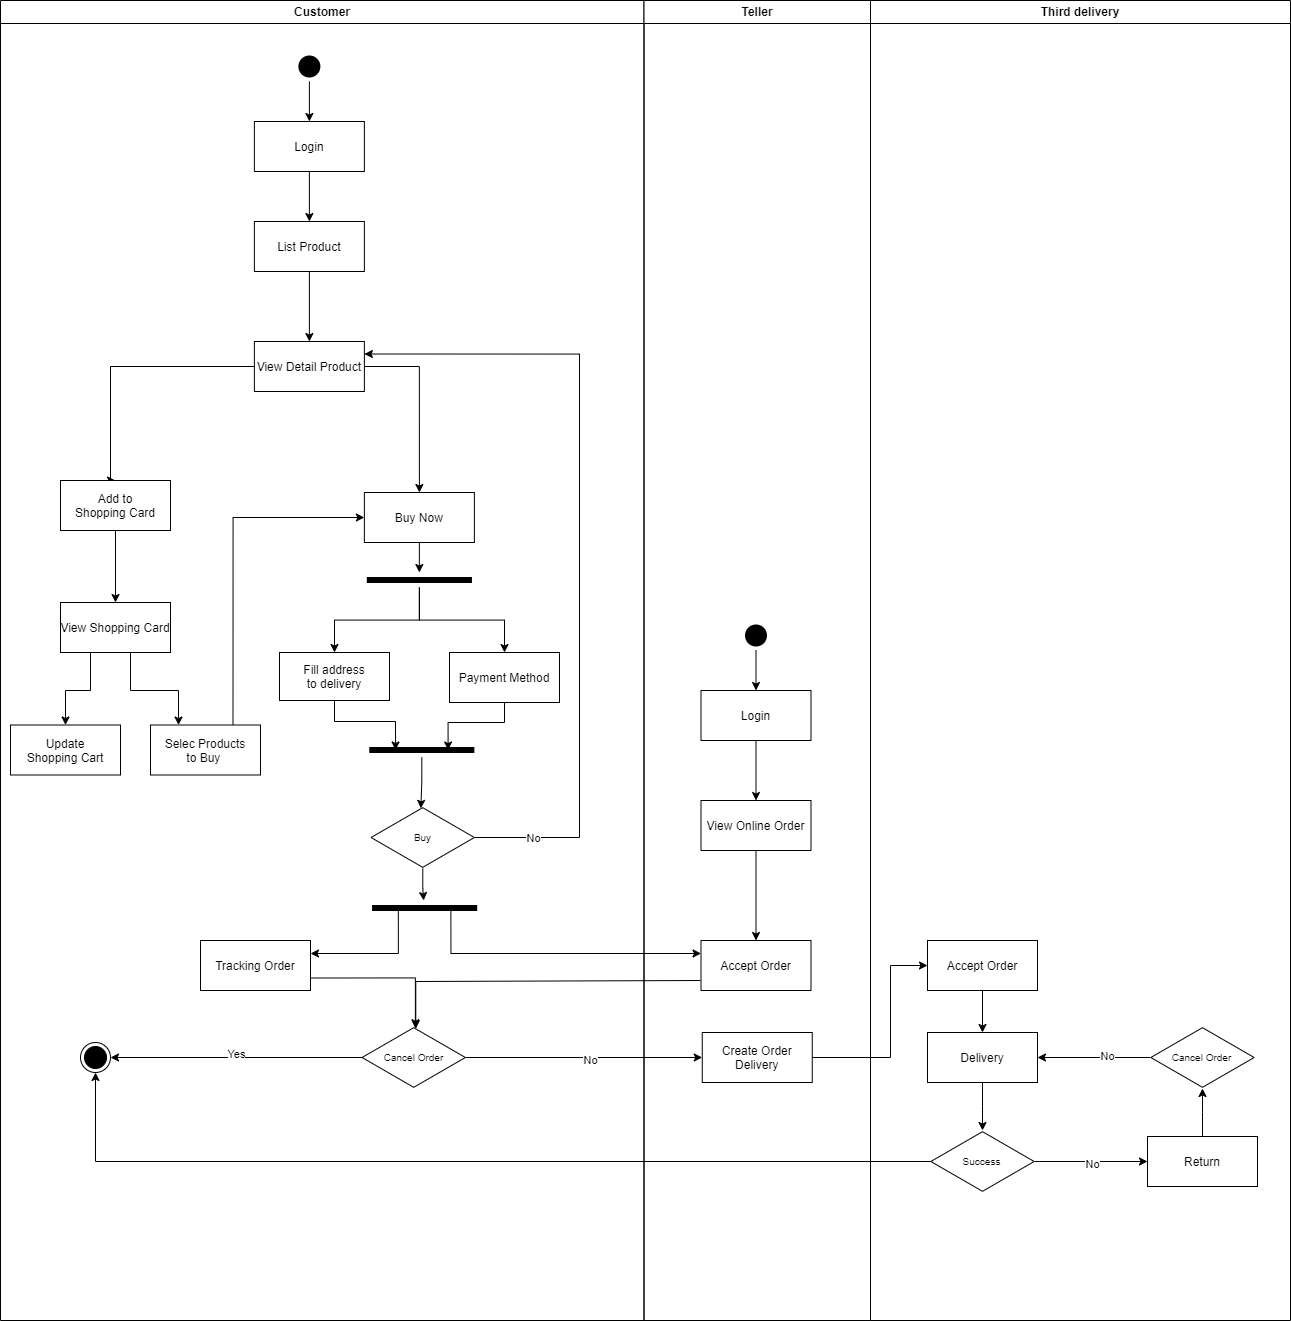 Customer
Teller
Third delivery
Login
List Product
View Detail Product
Add to
Shopping Card
Buy Now
View Shopping Card
Fill address
to delivery
Payment Method
Login
Update
Shopping Cart
Selec Products
to Buy
View Online Order
Buy
No
Tracking Order
Accept Order
Accept Order
Yes
Cancel Order
No
Create Order
Delivery
Delivery
No
Cancel Order
Success
No
Return